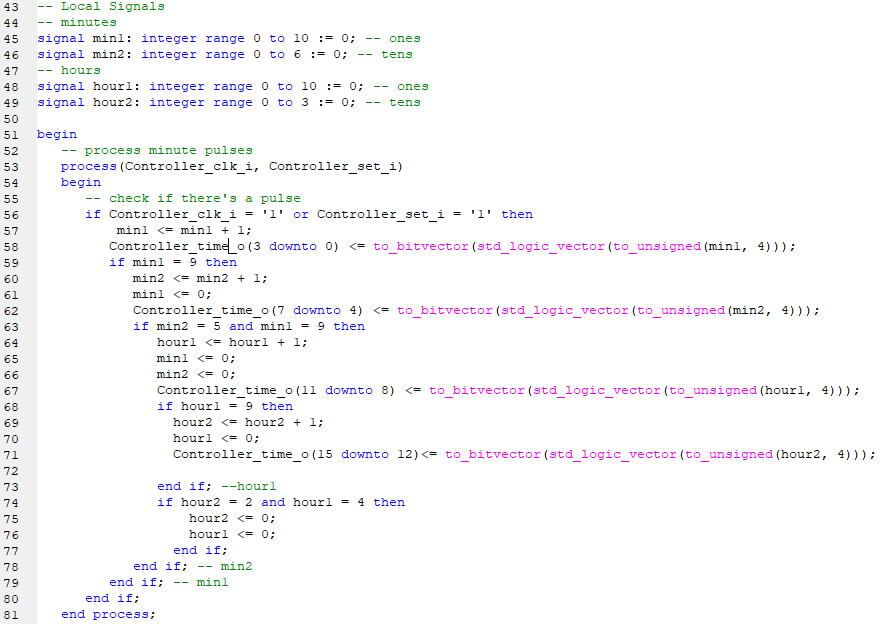 43 -- Local Signals
44 -- minutes
45 signal min1: integer range 0 to 10 := 0; -- ones
46 signal min2: integer range 0 to 6 := 0; -- tens
47 -- hours
48 signal hour1: integer range 0 to 10 := 0; -- ones
49 signal hour2: integer range 0 to 3 := 0; -- tens
50
51 begin
52 -- process minute pulses
53 process(Controller_clk_i, Controller_set_i)
54 begin
55 -- check if there's a pulse
56 if Controller_clk_i = '1' or Controller_set_i = '1' then
57 min1 <= min1 + 1;
58 Controller_time_o(3 downto 0) <= to_bitvector(std_logic_vector(to_unsigned(min1, 4)));
59 if min1 = 9 then
60 min2 <= min2 + 1;
61 min1 <= 0;
62 Controller_time_o(7 downto 4) <= to_bitvector(std_logic_vector(to_unsigned(min2, 4)));
63 if min2 = 5 and min1 = 9 then
64 hour1 <= hour1 + 1;
65 min1 <= 0;
66 min2 <= 0;
67 Controller_time_o(11 downto 8) <= to_bitvector(std_logic_vector(to_unsigned(hour1, 4)));
68 if hour1 = 9 then
69 hour2 <= hour2 + 1;
70 hour1 <= 0;
71 Controller_time_o(15 downto 12)<= to_bitvector(std_logic_vector(to_unsigned(hour2, 4)));
72
73 end if; --hour1
74 if hour2 = 2 and hour1 = 4 then
75 hour2 <= 0;
76 hour1 <= 0;
77 end if;
78 end if; -- min2
79 end if; -- min1
80 end if;
81 end process;